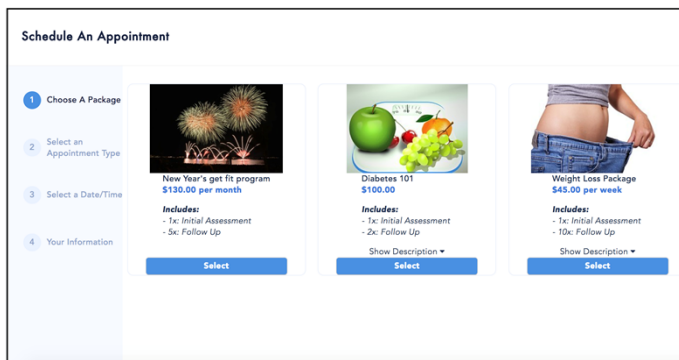 Schedule An Appointment
1 Choose A Package
2 Select an
Appointment Type
3 Select a Date/Time
4 Your Information
New Year's get fit program
$130.00 per month
Includes:
- 1x: Initial Assessment
- 5x: Follow Up
Select
Diabetes 101
$100.00
Includes:
- 1x: Initial Assessment
- 2x: Follow Up
Show Description
Select
Weight Loss Package
$45.00 per week
Includes:
- 1x: Initial Assessment
- 10x: Follow Up
Show Description
Select